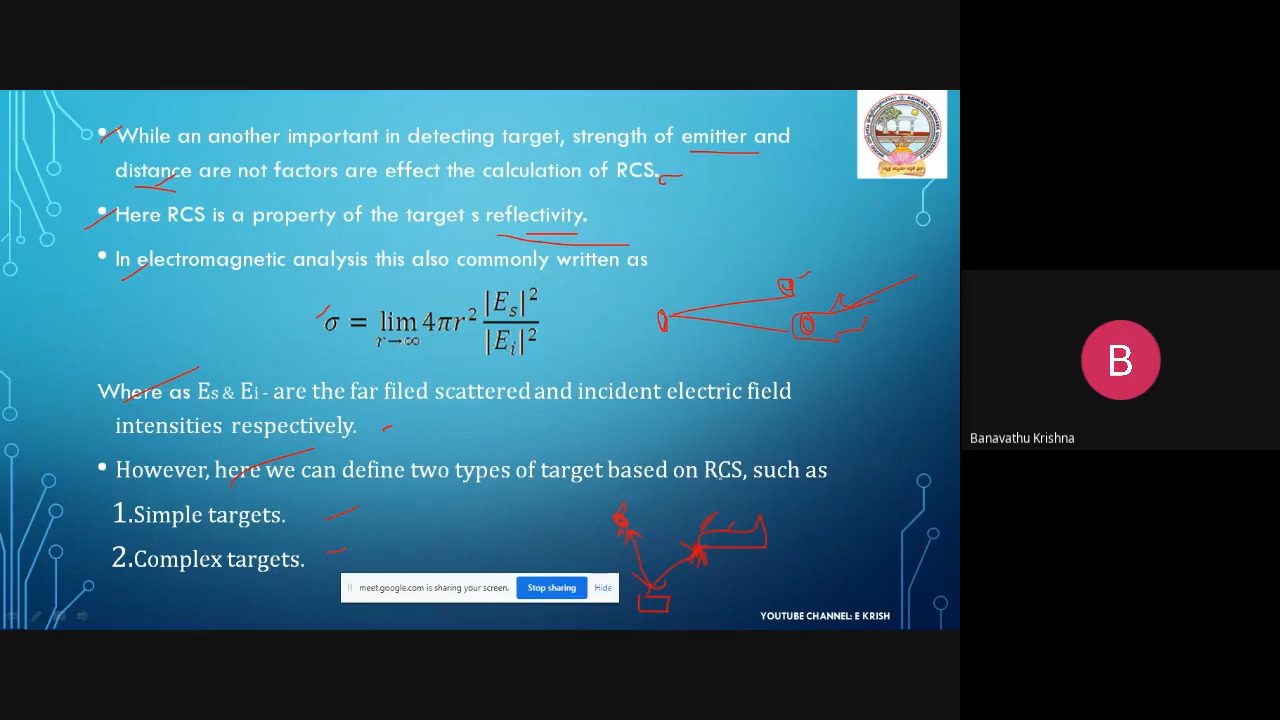 While an another important in detecting target, strength of emitter and
distance are not factors are effect the calculation of RCS.
Here RCS is a property of the target s reflectivity.
In electromagnetic analysis this also commonly written as
σ = lim r→∞ 4πr² |Es|² / |Ei|²
Where as Es & Ei - are the far filed scattered and incident electric field
intensities respectively.
However, here we can define two types of target based on RCS, such as
1.Simple targets.
2.Complex targets.
meet.google.com is sharing your screen. Stop sharing Hide
YOUTUBE CHANNEL: E KRISH
B
Banavathu Krishna